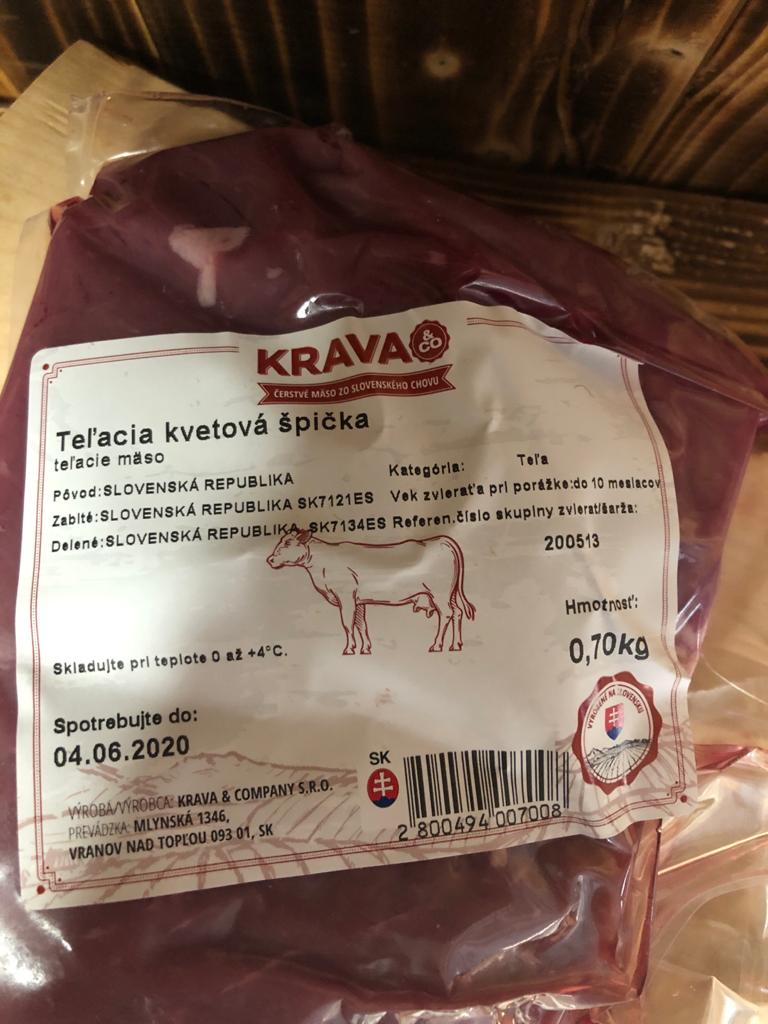 KRAVA & CO
ČERSTVÉ MÄSO ZO SLOVENSKÉHO CHOVU
Teľacia kvetová špička
teľacie mäso
Pôvod:SLOVENSKÁ REPUBLIKA
Zabité:SLOVENSKÁ REPUBLIKA SK7121ES
Delené:SLOVENSKÁ REPUBLIKA, SK7134ES
Kategória: Teľa
Vek zvieraťa pri porážke:do 10 mesiacov
Referen.číslo skupiny zvierat/šarža:
200513
Hmotnosť:
0,70kg
Skladujte pri teplote 0 až +4°C.
Spotrebujte do:
04.06.2020
VYROBENÉ NA SLOVENSKU
SK
2 800494 007008
VÝROBA/VÝROBCA: KRAVA & COMPANY S.R.O.
PREVÁDZKA: MLYNSKÁ 1346,
VRANOV NAD TOPĽOU 093 01, SK